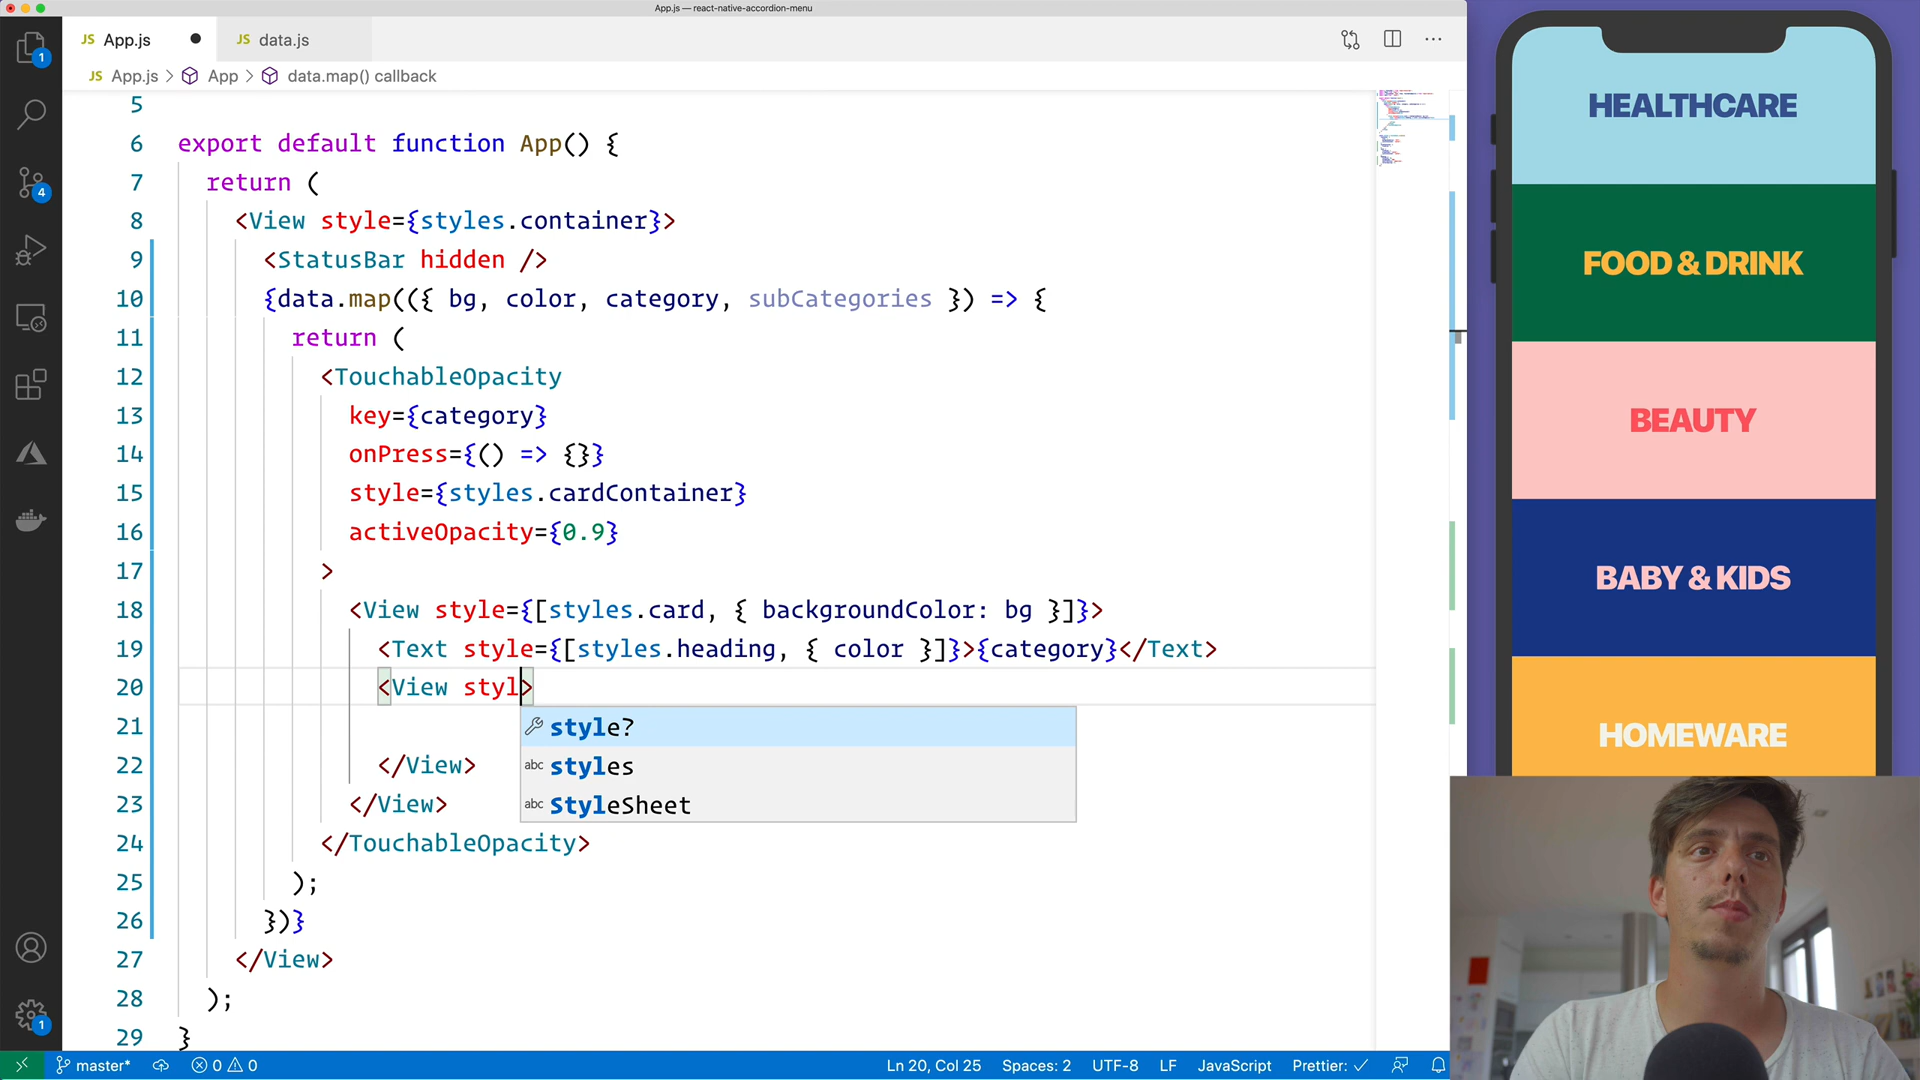 App.js — react-native-accordion-menu
JS App.js ● JS data.js
JS App.js > App > data.map() callback
1
4
1
5
6 export default function App() {
7 return (
8 <View style={styles.container}>
9 <StatusBar hidden />
10 {data.map(({ bg, color, category, subCategories }) => {
11 return (
12 <TouchableOpacity
13 key={category}
14 onPress={() => {}}
15 style={styles.cardContainer}
16 activeOpacity={0.9}
17 >
18 <View style={[styles.card, { backgroundColor: bg }]}>
19 <Text style={[styles.heading, { color }]}>{category}</Text>
20 <View styl>
21
22 </View>
23 </View>
24 </TouchableOpacity>
25 );
26 })}
27 </View>
28 );
29 }
style?
abc styles
abc StyleSheet
master* 0 0 Ln 20, Col 25 Spaces: 2 UTF-8 LF JavaScript Prettier: ✓
HEALTHCARE
FOOD & DRINK
BEAUTY
BABY & KIDS
HOMEWARE